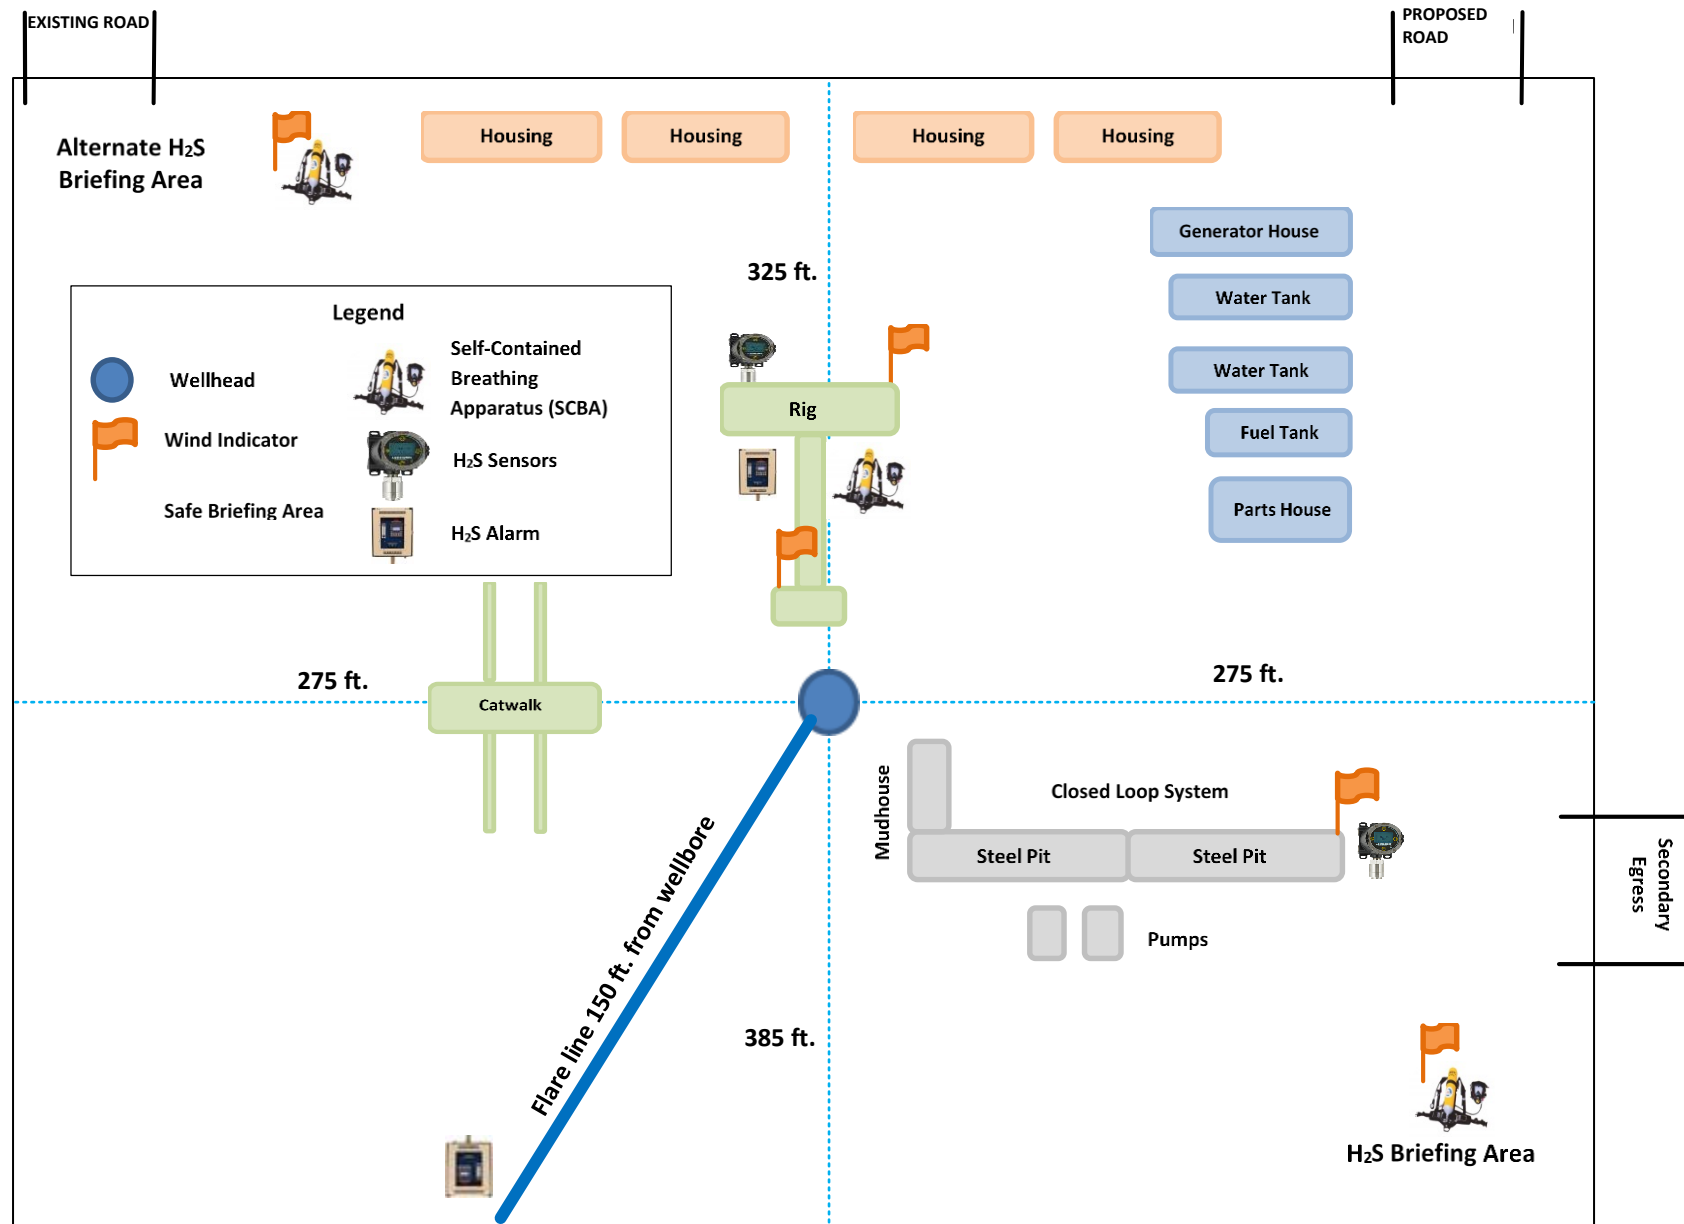 EXISTING ROAD
PROPOSED
ROAD
Alternate H₂S
Briefing Area
Housing
Housing
Housing
Housing
Generator House
325 ft.
Water Tank
Legend
Self-Contained
Breathing
Apparatus (SCBA)
Wellhead
Wind Indicator
H₂S Sensors
Safe Briefing Area
H₂S Alarm
Rig
Water Tank
Fuel Tank
Parts House
275 ft.
275 ft.
Catwalk
Mudhouse
Closed Loop System
Steel Pit
Steel Pit
Pumps
Secondary
Egress
Flare line 150 ft. from wellbore
385 ft.
H₂S Briefing Area